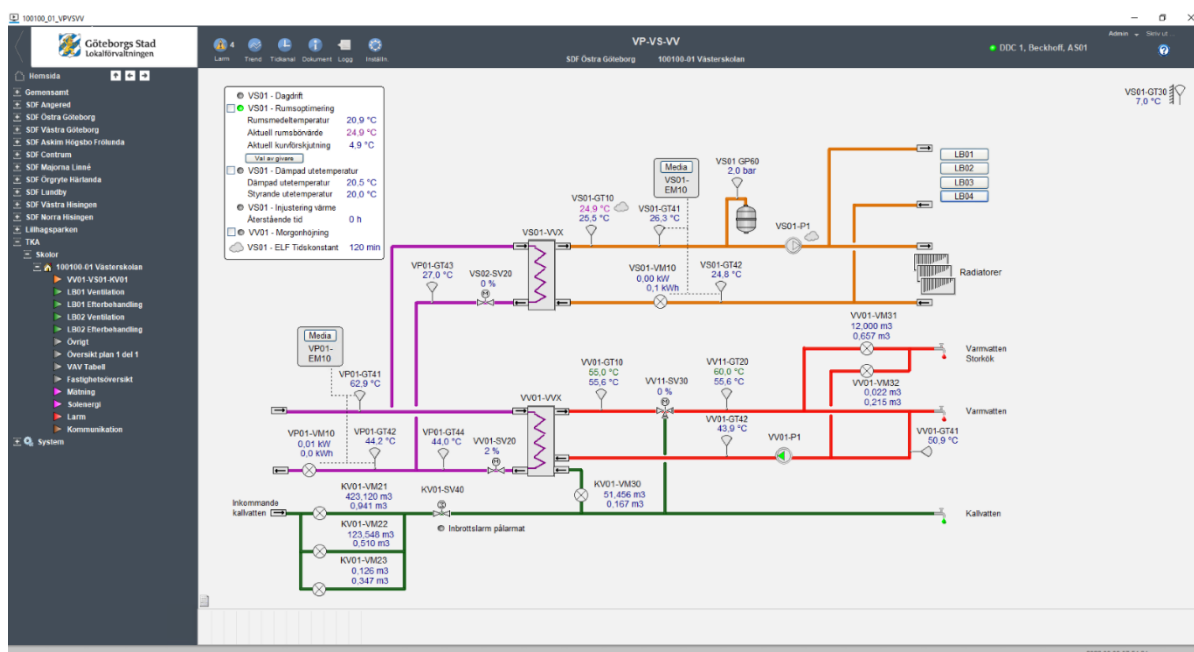 100100_01_VPVSVV
Göteborgs Stad
Lokalförvaltningen
4
Larm Trend Tidkanal Dokument Logg Inställn.
VP-VS-VV
SDF Östra Göteborg 100100-01 Västerskolan
DDC 1, Beckhoff, AS01
Admin
Hemsida
Gemensamt
SDF Angered
SDF Östra Göteborg
SDF Västra Göteborg
SDF Askim Högsbo Frölunda
SDF Centrum
SDF Majorna Linné
SDF Örgryte Härlanda
SDF Lundby
SDF Västra Hisingen
SDF Norra Hisingen
Lillhagsparken
TKA
Skolor
100100-01 Västerskolan
VV01-VS01-KV01
LB01 Ventilation
LB01 Efterbehandling
LB02 Ventilation
LB02 Efterbehandling
Övrigt
Översikt plan 1 del 1
VAV Tabell
Fastighetsöversikt
Mätning
Solenergi
Larm
Kommunikation
System
VS01 - Dagdrift
VS01 - Rumsoptimering
Rumsmedeltemperatur 20,9 °C
Aktuell rumsbörvärde 24,9 °C
Aktuell kurvförskjutning 4,9 °C
Val av givare
VS01 - Dämpad utetemperatur
Dämpad utetemperatur 20,5 °C
Styrande utetemperatur 20,0 °C
VS01 - Injustering värme
Återstående tid 0 h
VV01 - Morgonhöjning
VS01 - ELF Tidskonstant 120 min
VS01-GT30
7,0 °C
LB01
LB02
LB03
LB04
Media
VS01-
EM10
VS01 GP60
2,0 bar
VS01-GT10
24,9 °C
25,5 °C
VS01-GT41
26,3 °C
VS01-P1
VS01-VVX
VP01-GT43
27,0 °C
VS02-SV20
0 %
VS01-VM10
0,00 kW
0,1 kWh
VS01-GT42
24,8 °C
Radiatorer
Media
VP01-
EM10
VP01-GT41
62,9 °C
VV01-VM31
12,000 m3
0,657 m3
Varmvatten
Storkök
VV01-GT10
55,0 °C
55,6 °C
VV11-SV30
0 %
VV11-GT20
60,0 °C
55,6 °C
VV01-VM32
0,022 m3
0,215 m3
VV01-VVX
Varmvatten
VP01-VM10
0,01 kW
0,0 kWh
VP01-GT42
44,2 °C
VP01-GT44
44,0 °C
VV01-SV20
2 %
VV01-GT42
43,9 °C
VV01-P1
VV01-GT41
50,9 °C
KV01-VM21
423,120 m3
0,941 m3
KV01-SV40
KV01-VM30
51,456 m3
0,167 m3
Inkommande
kallvatten
KV01-VM22
123,548 m3
0,510 m3
Inbrottslarm pålarmat
Kallvatten
KV01-VM23
0,126 m3
0,347 m3